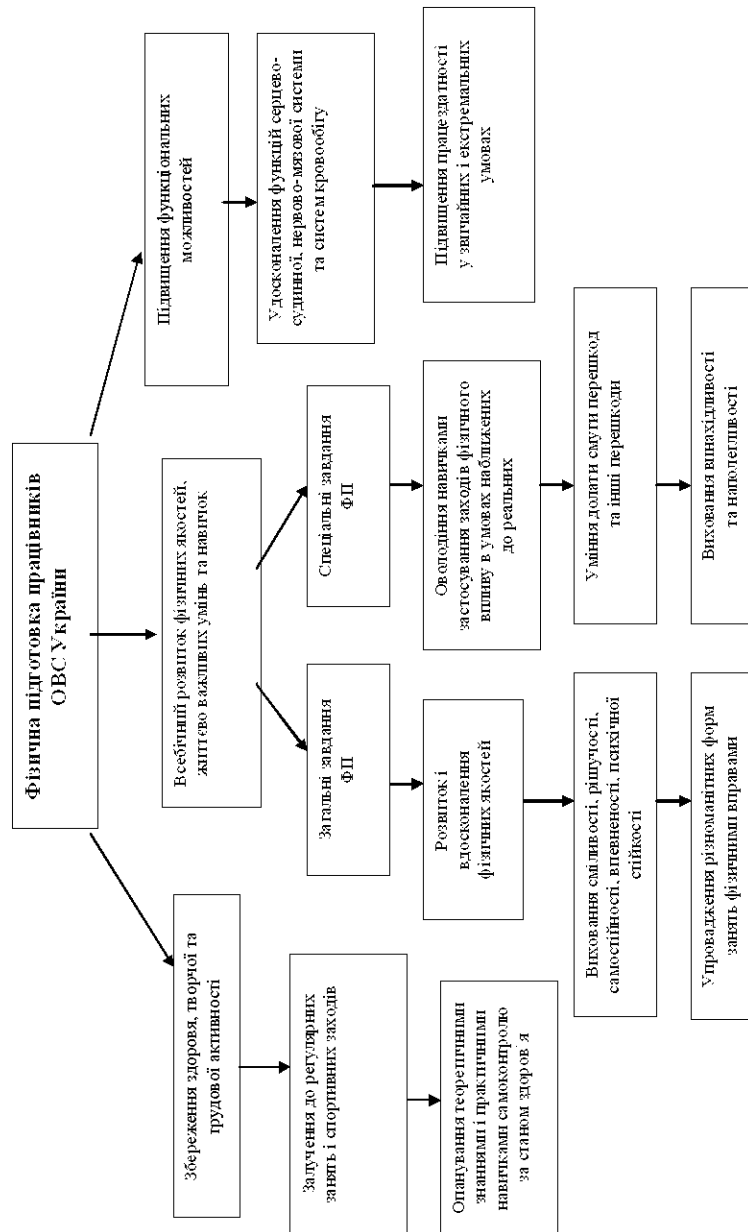 Фізична підготовка працівників
ОВС України
Збереження здоровя, творчої та
трудової активності
Залучення до регулярних
занять і спортивних заходів
Опанування теоретичними
знаннями і практичними
навичками самоконтролю
за станом здоров я
Всебічний розвиток фізичних якостей,
життєво важливих умінь та навичок
Загальні завдання
ФП
Розвиток і
вдосконалення
фізичних якостей
Виховання сміливості, рішучості,
самостійності, впевненості, психічної
стійкості
Упровадження різноманітних форм
занять фізичними вправами
Спеціальні завдання
ФП
Оволодіння навичками
застосування заходів фізичного
впливу в умовах наближених
до реальних
Уміння долати смуги перешкод
та інші перешкоди
Виховання винахідливості
та наполегливості
Підвищення функціональних
можливостей
Удосконалення функцій серцево-
судинної, нервово-мязової системи
та систем кровообігу
Підвищення працездатності
у звичайних і екстремальних
умовах